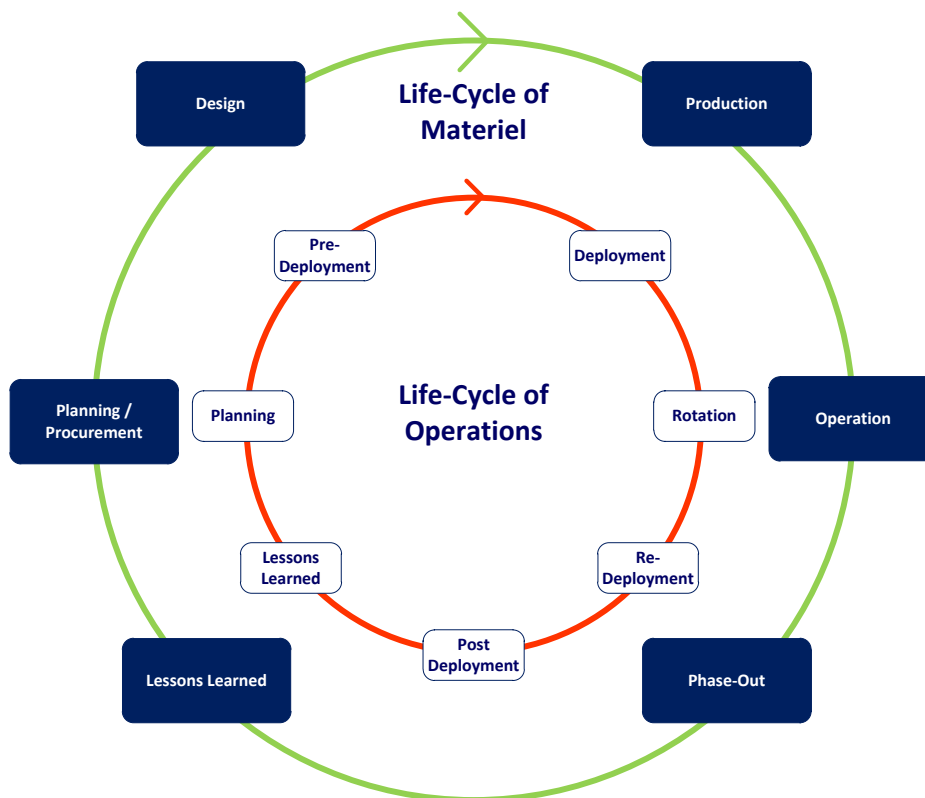 Design
Life-Cycle of
Materiel
Production
Pre-
Deployment
Deployment
Planning /
Procurement
Planning
Life-Cycle of
Operations
Rotation
Operation
Lessons
Learned
Re-
Deployment
Post
Deployment
Lessons Learned
Phase-Out